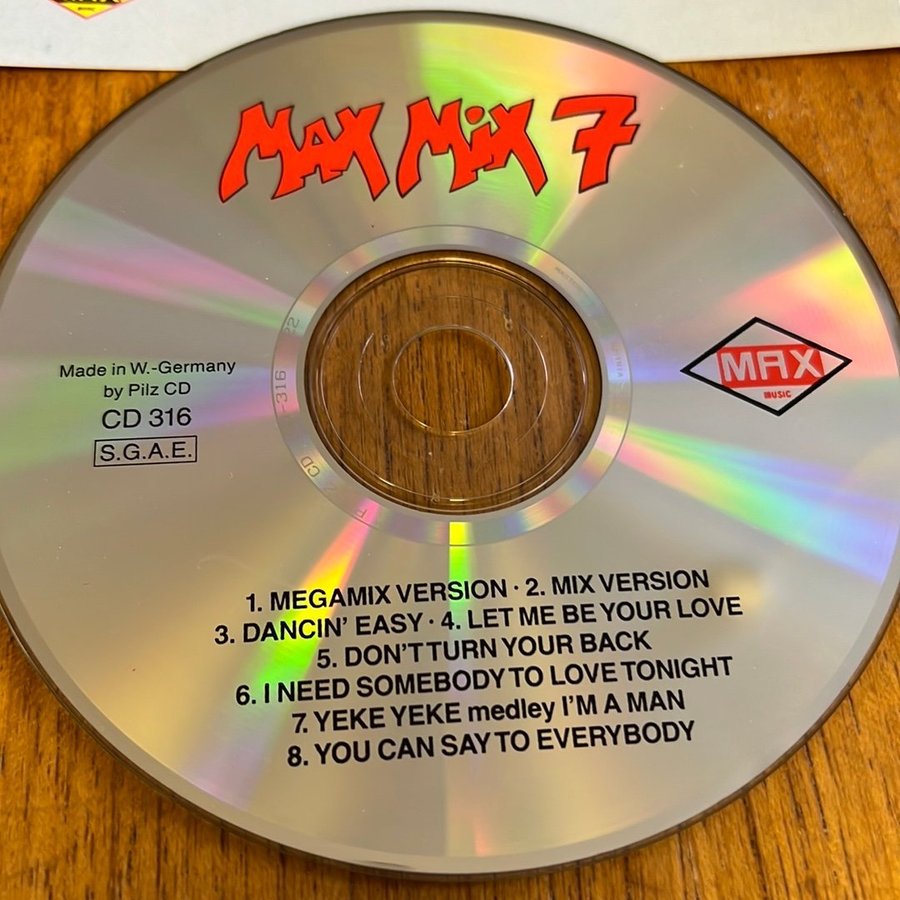 MAX MIX 7
MAX
MUSIC
Made in W.-Germany
by Pilz CD
CD 316
S.G.A.E.
1. MEGAMIX VERSION · 2. MIX VERSION
3. DANCIN' EASY · 4. LET ME BE YOUR LOVE
5. DON'T TURN YOUR BACK
6. I NEED SOMEBODY TO LOVE TONIGHT
7. YEKE YEKE medley I'M A MAN
8. YOU CAN SAY TO EVERYBODY